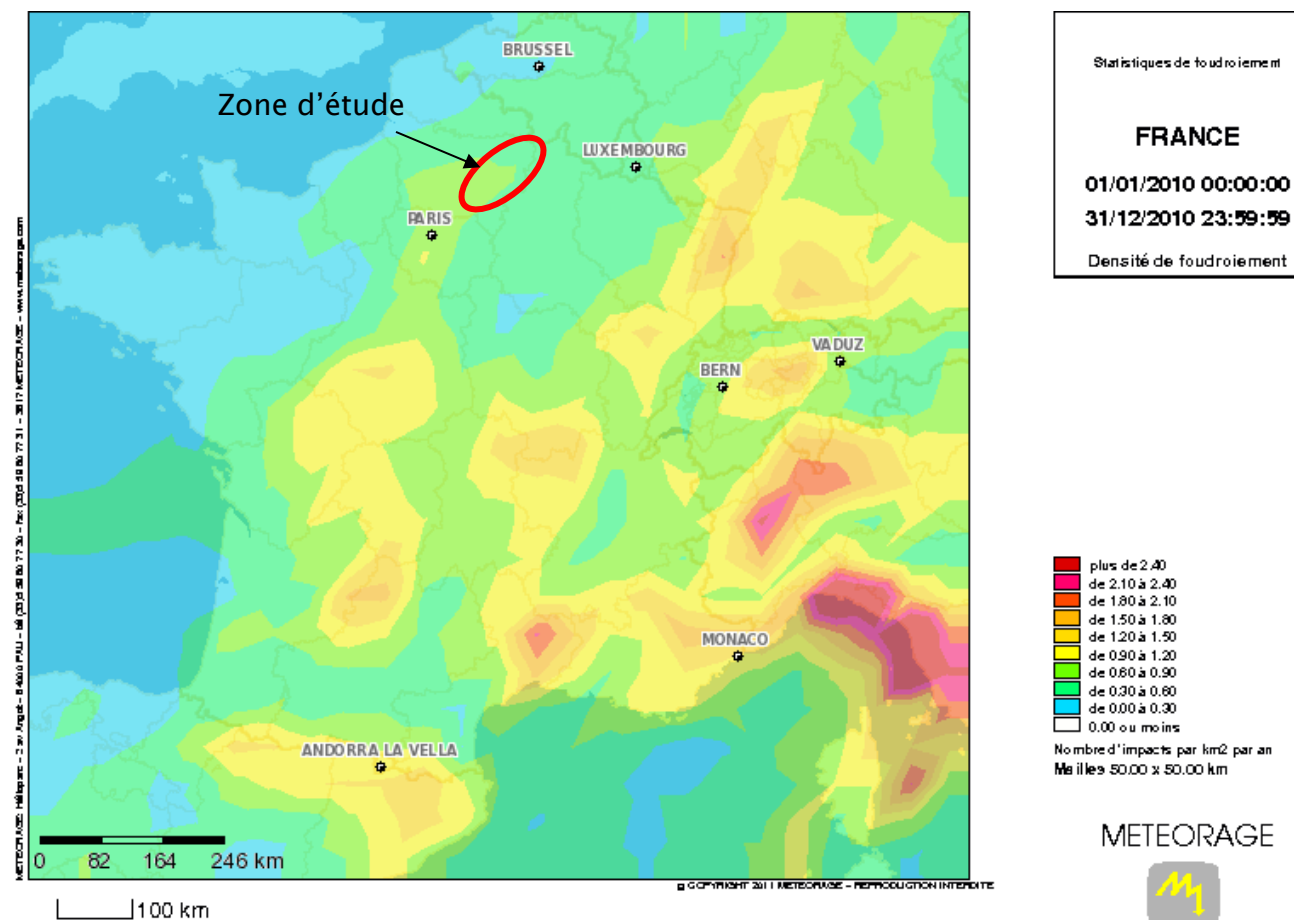 BRUSSEL
Zone d’étude
LUXEMBOURG
PARIS
VADUZ
BERN
MONACO
ANDORRA LA VELLA
0 82 164 246 km
100 km
© COPYRIGHT 2011 METEORAGE - REPRODUCTION INTERDITE
Statistiques de foudroiement
FRANCE
01/01/2010 00:00:00
31/12/2010 23:59:59
Densité de foudroiement
plus de 2.40
de 2.10 à 2.40
de 1.80 à 2.10
de 1.50 à 1.80
de 1.20 à 1.50
de 0.90 à 1.20
de 0.60 à 0.90
de 0.30 à 0.60
de 0.00 à 0.30
0.00 ou moins
Nombre d'impacts par km2 par an
Mailles 50.00 x 50.00 km
METEORAGE